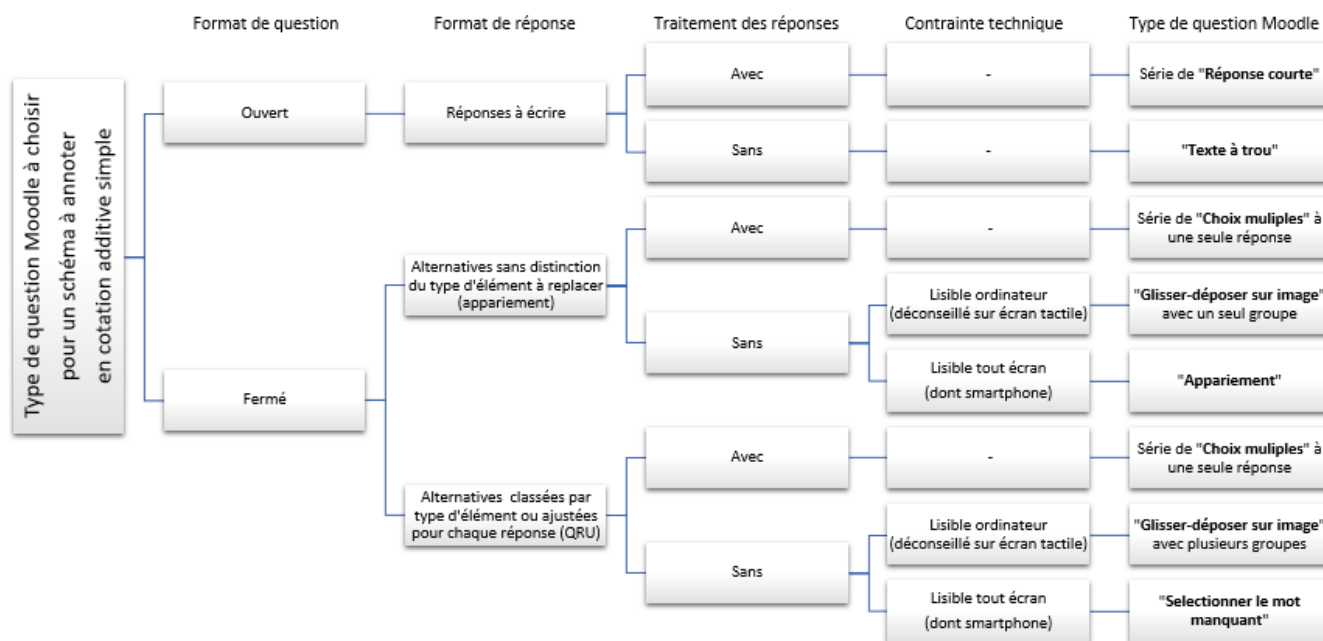 Format de question
Format de réponse
Traitement des réponses
Contrainte technique
Type de question Moodle
Type de question Moodle à choisir
pour un schéma à annoter
en cotation additive simple
Ouvert
Réponses à écrire
Avec
-
Série de "Réponse courte"
Sans
-
"Texte à trou"
Fermé
Alternatives sans distinction
du type d'élément à replacer
(appariement)
Avec
-
Série de "Choix muliples" à
une seule réponse
Sans
Lisible ordinateur
(déconseillé sur écran tactile)
"Glisser-déposer sur image"
avec un seul groupe
Lisible tout écran
(dont smartphone)
"Appariement"
Alternatives classées par
type d'élément ou ajustées
pour chaque réponse (QRU)
Avec
-
Série de "Choix muliples" à
une seule réponse
Sans
Lisible ordinateur
(déconseillé sur écran tactile)
"Glisser-déposer sur image"
avec plusieurs groupes
Lisible tout écran
(dont smartphone)
"Selectionner le mot
manquant"